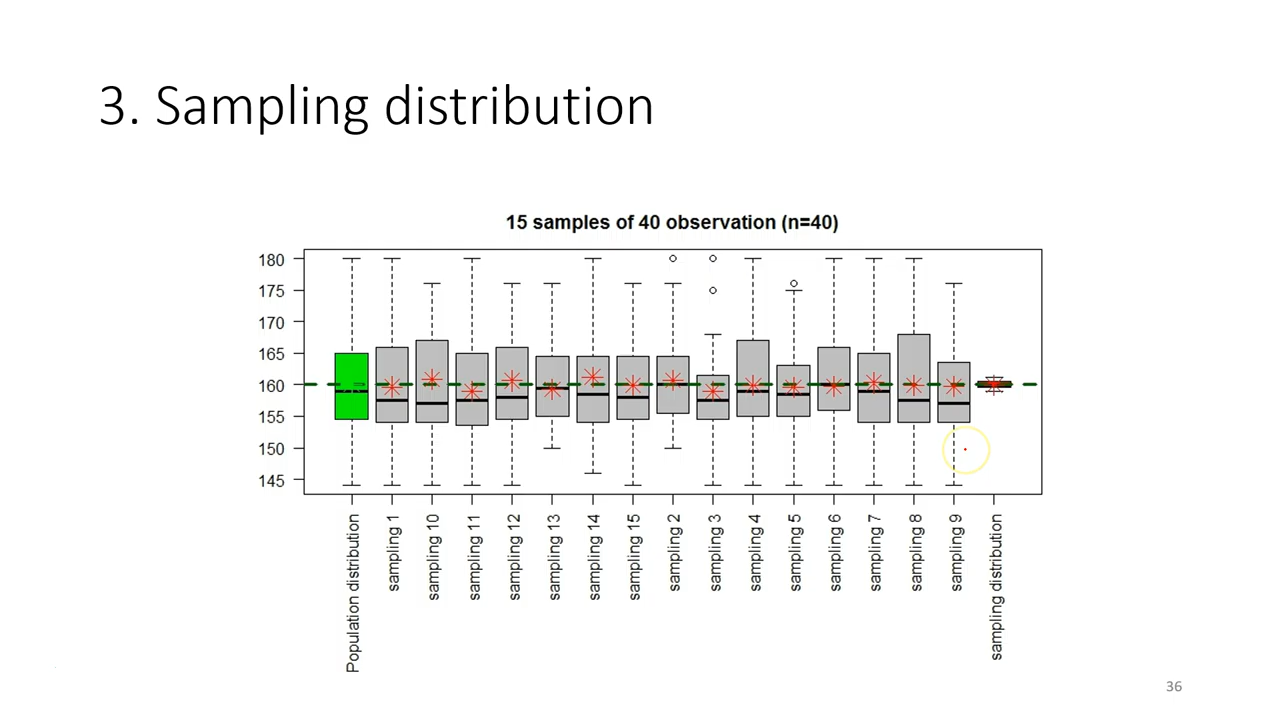 3. Sampling distribution
15 samples of 40 observation (n=40)
180
175
170
165
160
155
150
145
Population distribution
sampling 1
sampling 10
sampling 11
sampling 12
sampling 13
sampling 14
sampling 15
sampling 2
sampling 3
sampling 4
sampling 5
sampling 6
sampling 7
sampling 8
sampling 9
sampling distribution
36